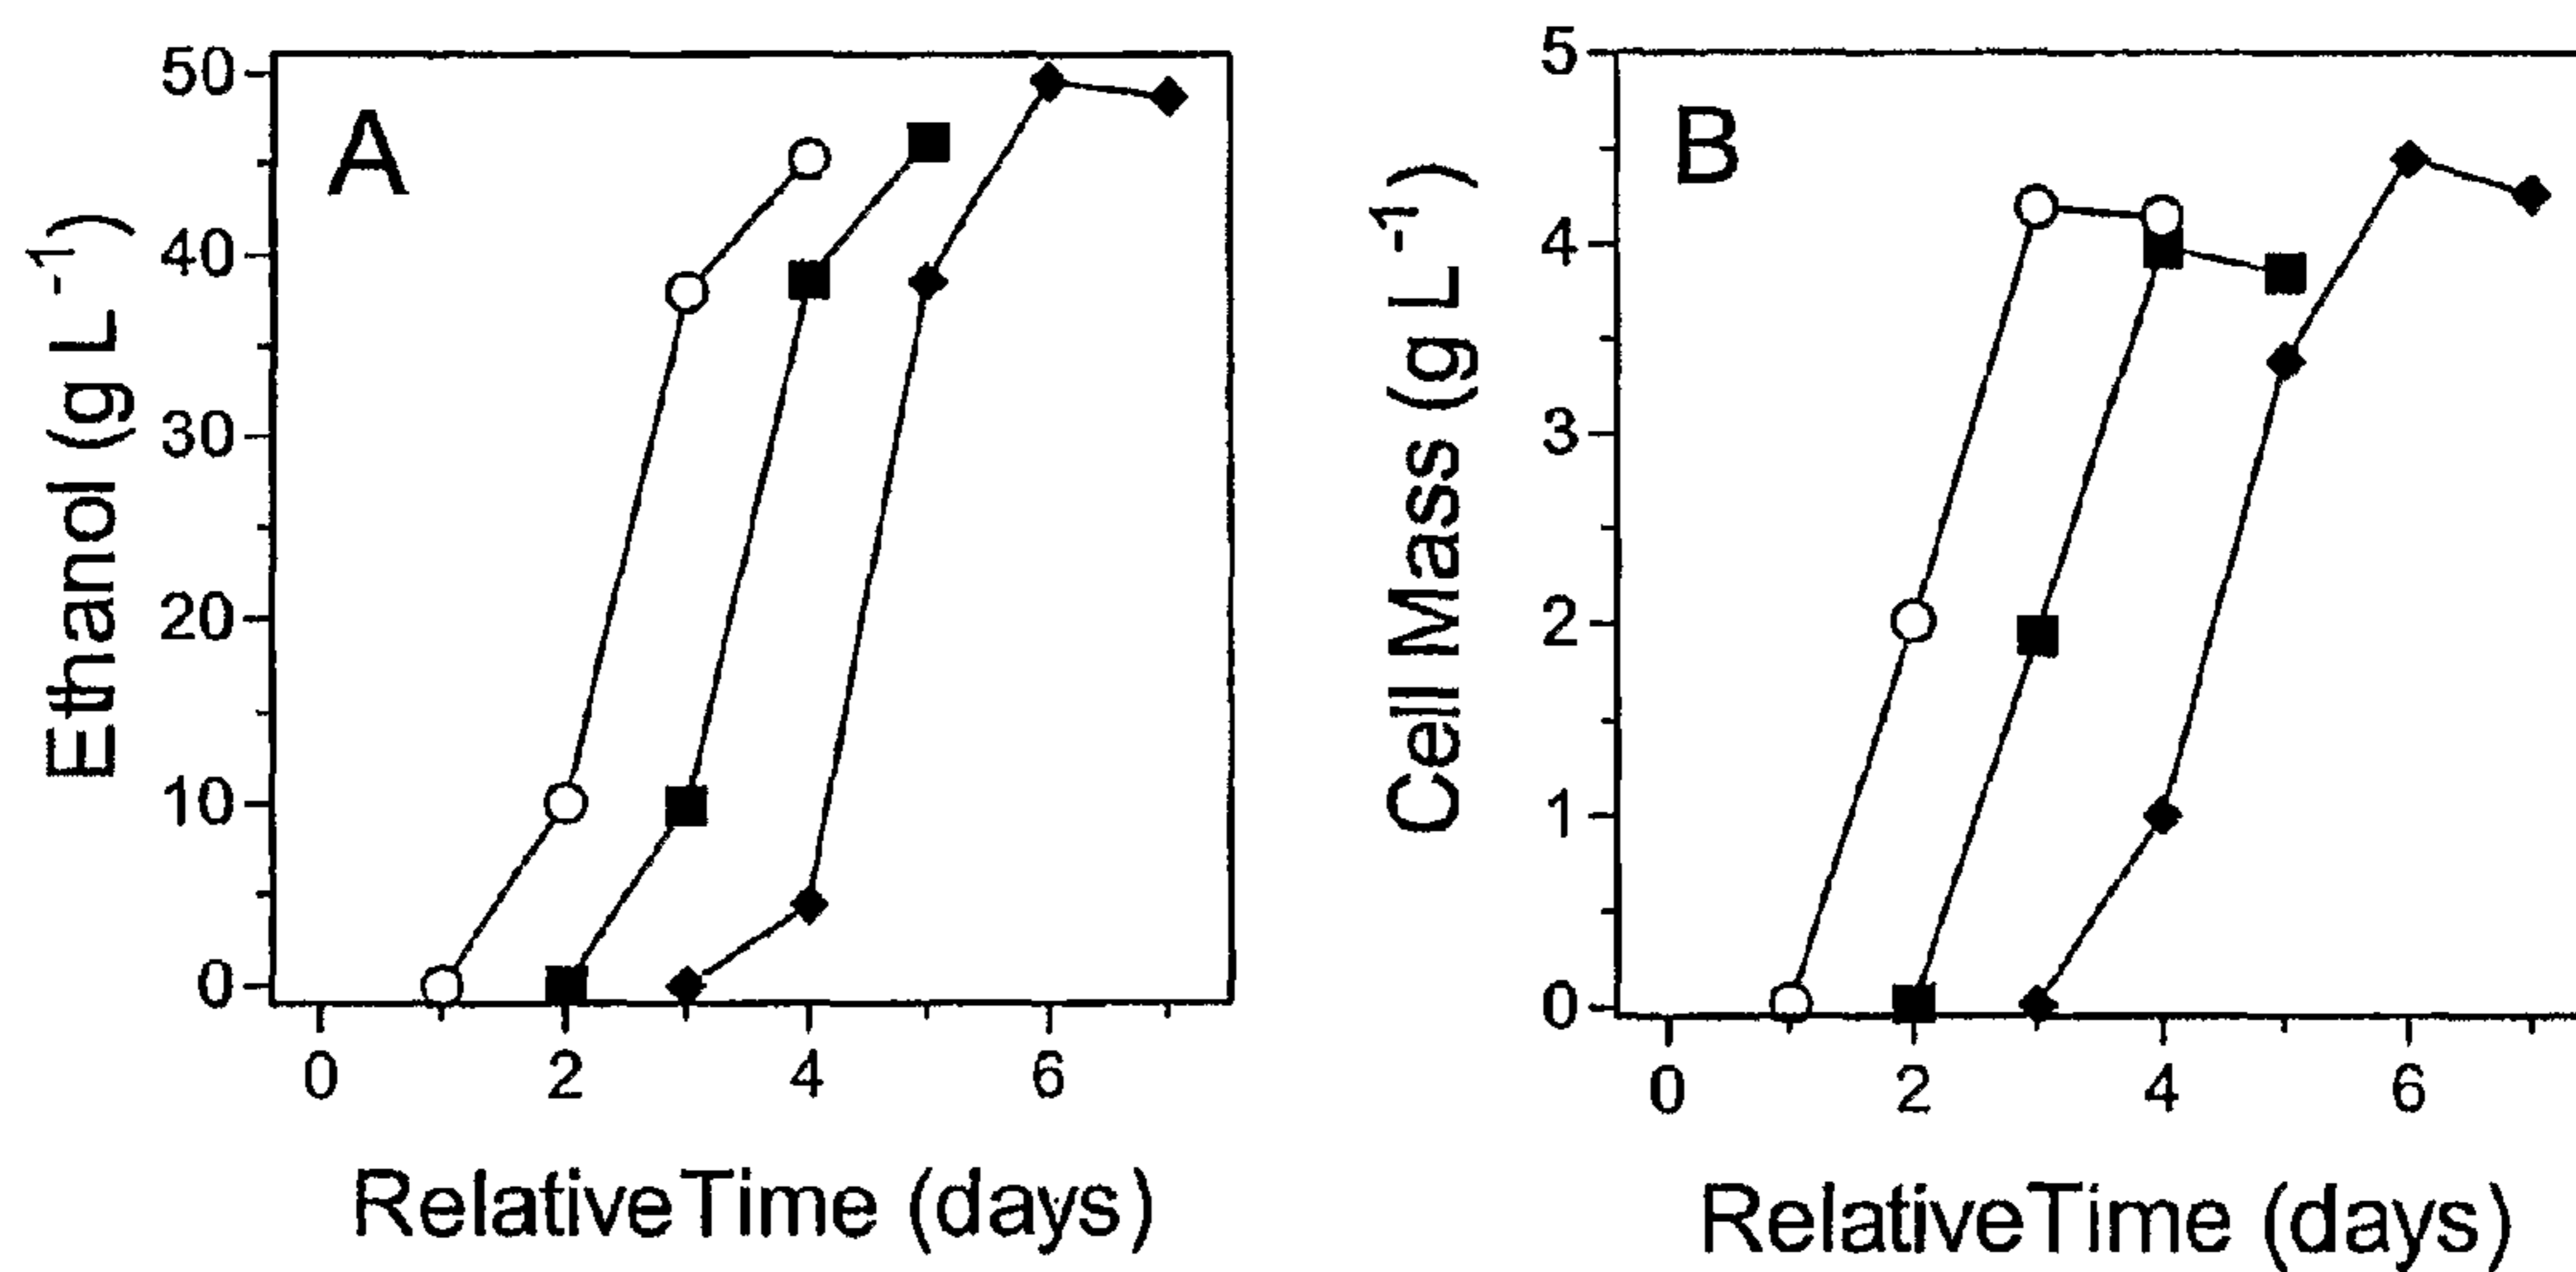 A
Ethanol (g L⁻¹)
50
40
30
20
10
0
0 2 4 6
Relative Time (days)
B
Cell Mass (g L⁻¹)
5
4
3
2
1
0
0 2 4 6
Relative Time (days)